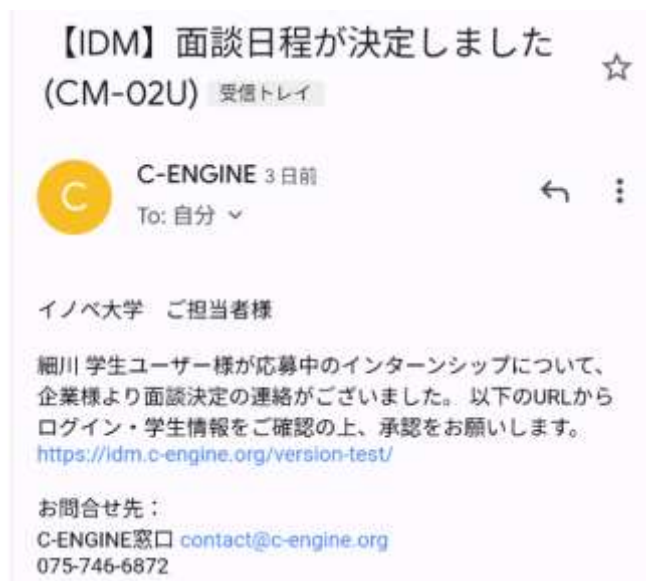 【IDM】面談日程が決定しました
(CM-02U) 受信トレイ
C
C-ENGINE 3 日前
To: 自分
イノベ大学　ご担当者様
細川 学生ユーザー様が応募中のインターンシップについて、
企業様より面談決定の連絡がございました。 以下のURLから
ログイン・学生情報をご確認の上、承認をお願いします。
https://idm.c-engine.org/version-test/
お問合せ先：
C-ENGINE窓口 contact@c-engine.org
075-746-6872